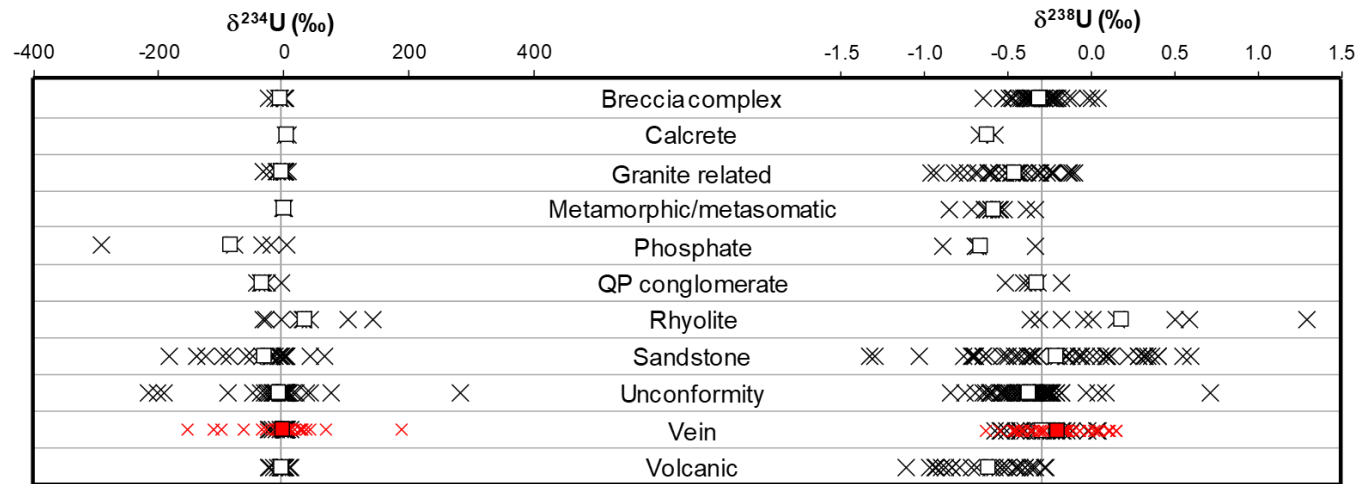 δ²³⁴U (‰) δ²³⁸U (‰)
-400 -200 0 200 400 -1.5 -1.0 -0.5 0.0 0.5 1.0 1.5
Breccia complex
Calcrete
Granite related
Metamorphic/metasomatic
Phosphate
QP conglomerate
Rhyolite
Sandstone
Unconformity
Vein
Volcanic